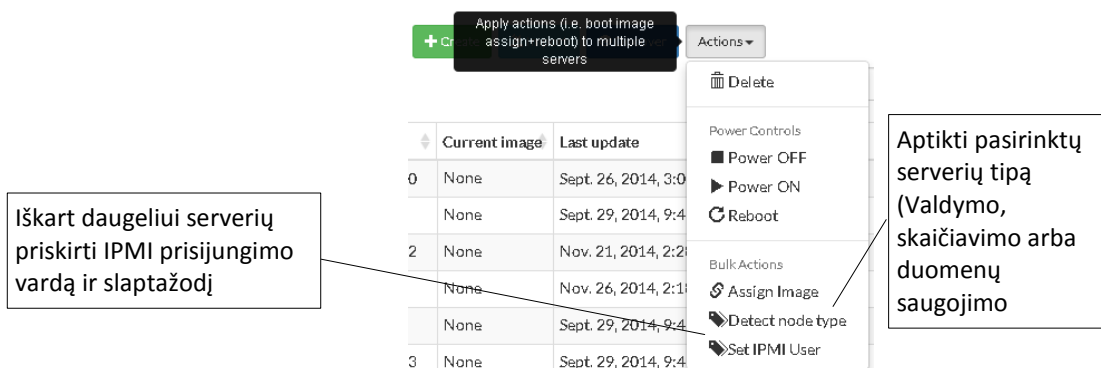 Apply actions (i.e. boot image
assign+reboot) to multiple
servers
Actions
Delete
Current image Last update
Power Controls
Power OFF
Power ON
Reboot
0 None Sept. 26, 2014, 3:0
None Sept. 29, 2014, 9:4
2 None Nov. 21, 2014, 2:28
None Nov. 26, 2014, 2:18
None Sept. 29, 2014, 9:4
3 None Sept. 29, 2014, 9:4
Bulk Actions
Assign Image
Detect node type
Set IPMI User
Iškart daugeliui serverių
priskirti IPMI prisijungimo
vardą ir slaptažodį
Aptikti pasirinktų
serverių tipą
(Valdymo,
skaičiavimo arba
duomenų
saugojimo